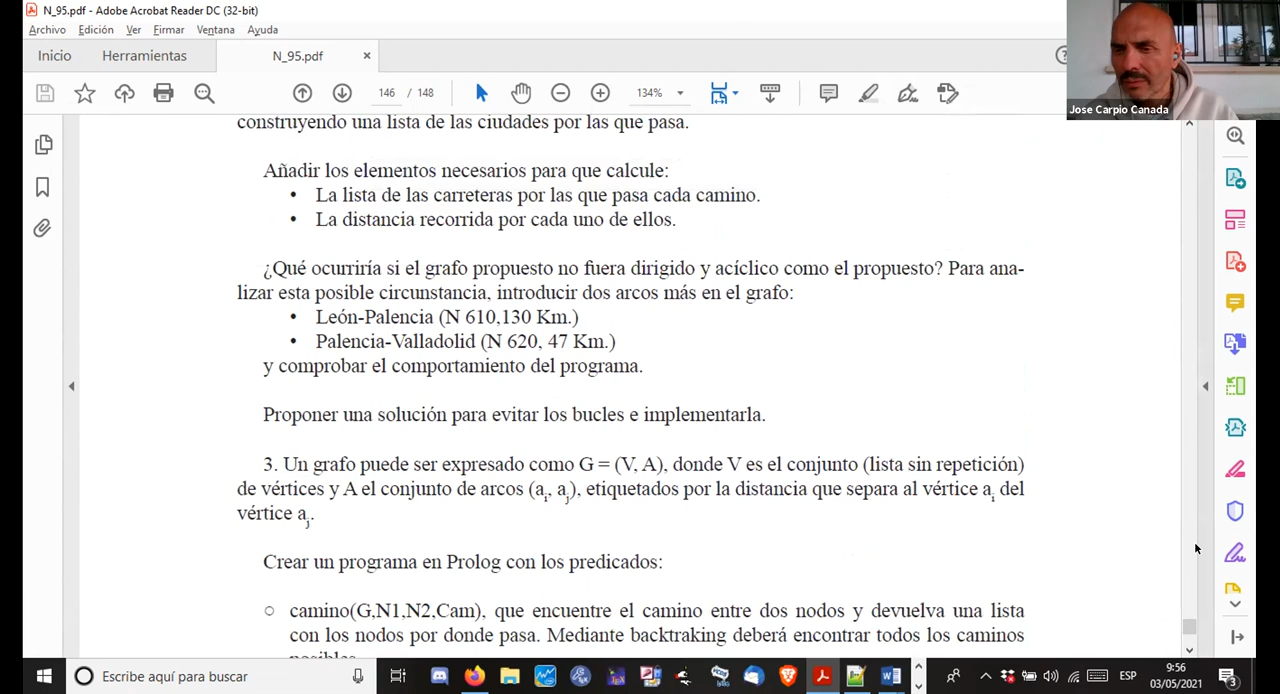 N_95.pdf - Adobe Acrobat Reader DC (32-bit)
Archivo Edición Ver Firmar Ventana Ayuda
Inicio Herramientas N_95.pdf ×
146 / 148 134%
Jose Carpio Canada
construyendo una lista de las ciudades por las que pasa.
Añadir los elementos necesarios para que calcule:
• La lista de las carreteras por las que pasa cada camino.
• La distancia recorrida por cada uno de ellos.
¿Qué ocurriría si el grafo propuesto no fuera dirigido y acíclico como el propuesto? Para ana-
lizar esta posible circunstancia, introducir dos arcos más en el grafo:
• León-Palencia (N 610,130 Km.)
• Palencia-Valladolid (N 620, 47 Km.)
y comprobar el comportamiento del programa.
Proponer una solución para evitar los bucles e implementarla.
3. Un grafo puede ser expresado como G = (V, A), donde V es el conjunto (lista sin repetición)
de vértices y A el conjunto de arcos (ai, aj), etiquetados por la distancia que separa al vértice ai del
vértice aj.
Crear un programa en Prolog con los predicados:
○ camino(G,N1,N2,Cam), que encuentre el camino entre dos nodos y devuelva una lista
con los nodos por donde pasa. Mediante backtraking deberá encontrar todos los caminos
posibles
Escribe aquí para buscar
ESP
9:56
03/05/2021
3